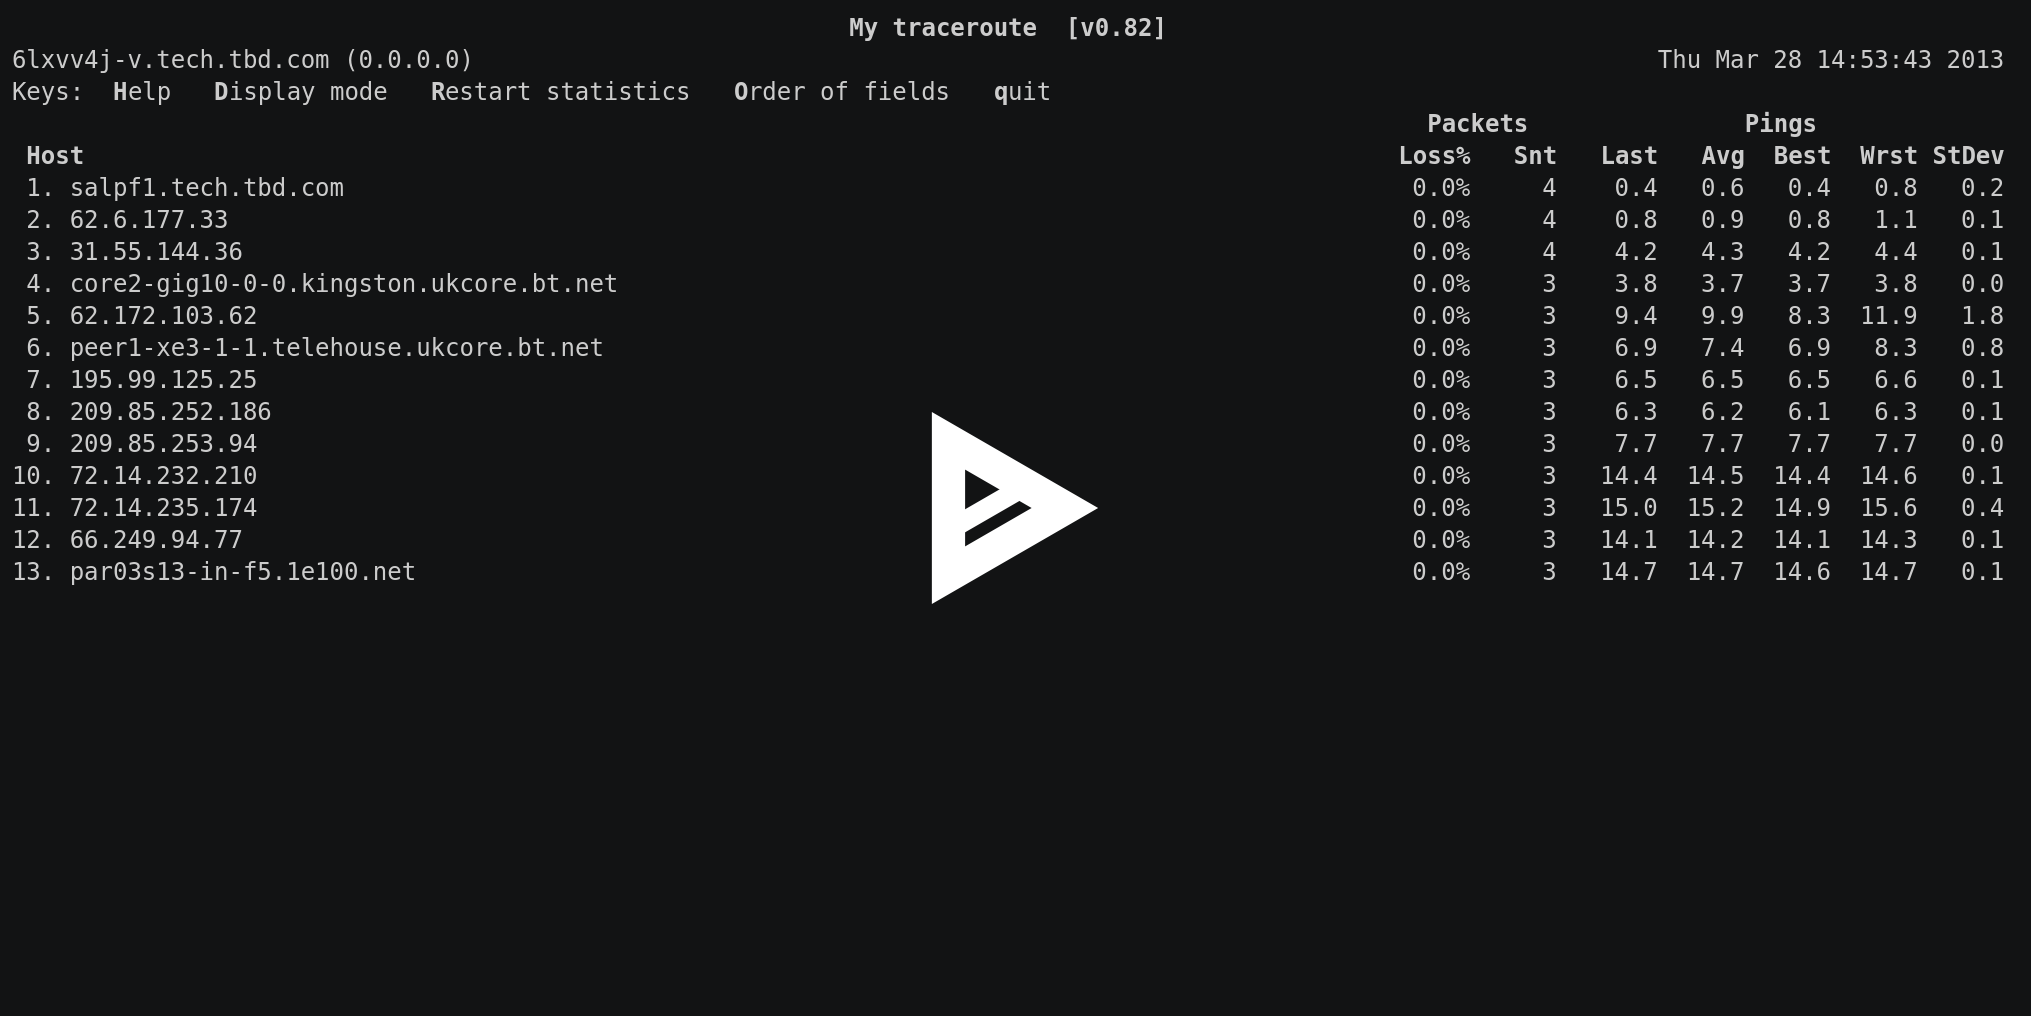 My traceroute  [v0.82]
6lxvv4j-v.tech.tbd.com (0.0.0.0)                                    Thu Mar 28 14:53:43 2013
Keys:  Help   Display mode   Restart statistics   Order of fields   quit
Packets               Pings
Host                                Loss%   Snt   Last   Avg  Best  Wrst StDev
1. salpf1.tech.tbd.com              0.0%     4    0.4   0.6   0.4   0.8   0.2
2. 62.6.177.33                      0.0%     4    0.8   0.9   0.8   1.1   0.1
3. 31.55.144.36                     0.0%     4    4.2   4.3   4.2   4.4   0.1
4. core2-gig10-0-0.kingston.ukcore.bt.net   0.0%     3    3.8   3.7   3.7   3.8   0.0
5. 62.172.103.62                    0.0%     3    9.4   9.9   8.3  11.9   1.8
6. peer1-xe3-1-1.telehouse.ukcore.bt.net    0.0%     3    6.9   7.4   6.9   8.3   0.8
7. 195.99.125.25                    0.0%     3    6.5   6.5   6.5   6.6   0.1
8. 209.85.252.186                   0.0%     3    6.3   6.2   6.1   6.3   0.1
9. 209.85.253.94                    0.0%     3    7.7   7.7   7.7   7.7   0.0
10. 72.14.232.210                   0.0%     3   14.4  14.5  14.4  14.6   0.1
11. 72.14.235.174                   0.0%     3   15.0  15.2  14.9  15.6   0.4
12. 66.249.94.77                    0.0%     3   14.1  14.2  14.1  14.3   0.1
13. par03s13-in-f5.1e100.net        0.0%     3   14.7  14.7  14.6  14.7   0.1